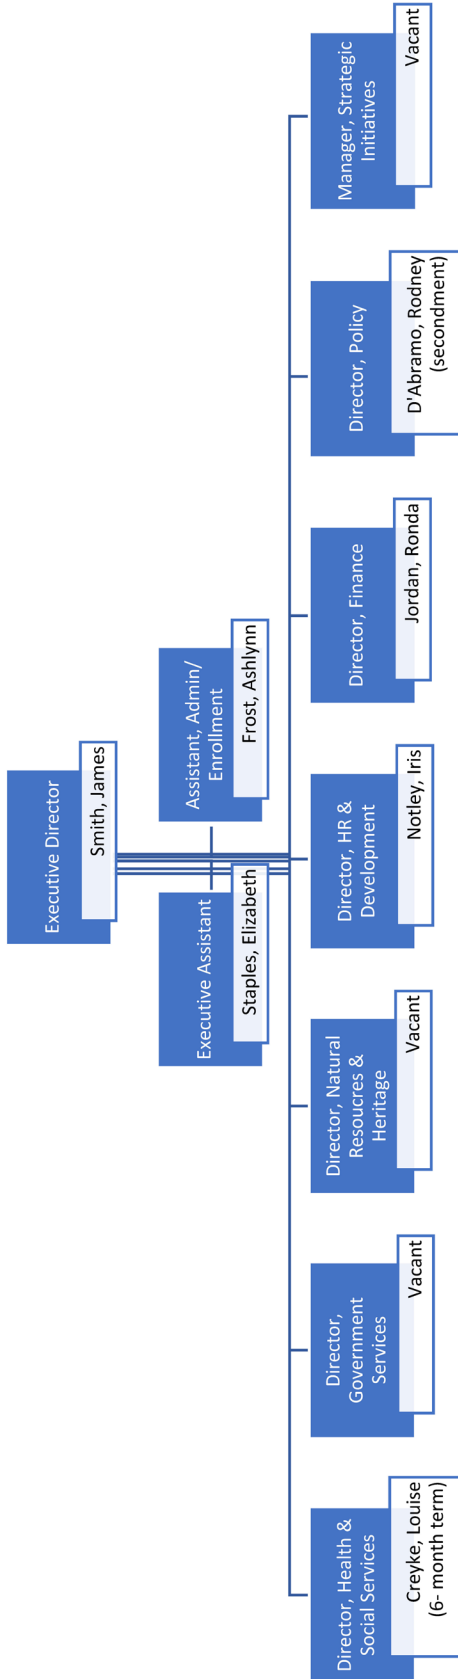 Executive Director
Smith, James
Executive Assistant
Staples, Elizabeth
Assistant, Admin/
Enrollment
Frost, Ashlynn
Director, Health &
Social Services
Creyke, Louise
(6- month term)
Director,
Government
Services
Vacant
Director, Natural
Resoucres &
Heritage
Vacant
Director, HR &
Development
Notley, Iris
Director, Finance
Jordan, Ronda
Director, Policy
D'Abramo, Rodney
(secondment)
Manager, Strategic
Initiatives
Vacant